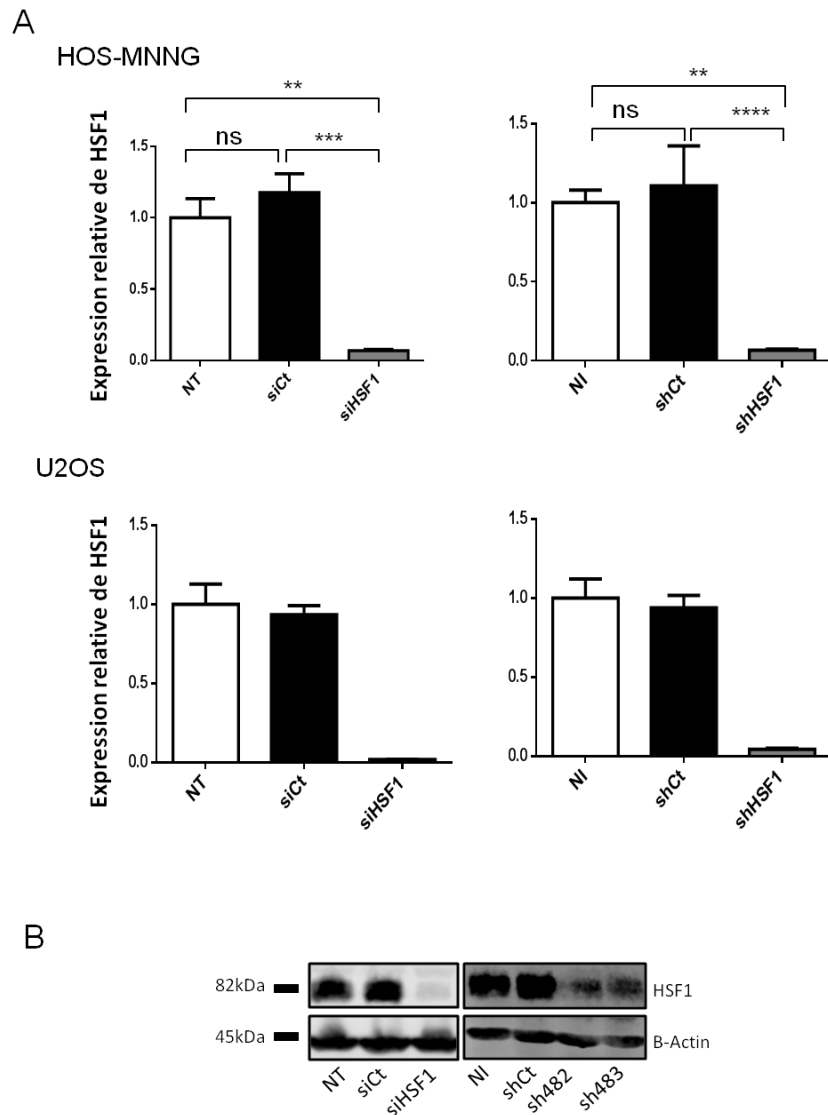 A
HOS-MNNG
**
ns
***
Expression relative de HSF1
1.5
1.0
0.5
0.0
NT
siCt
siHSF1
**
ns
****
1.5
1.0
0.5
0.0
NI
shCt
shHSF1
U2OS
Expression relative de HSF1
1.5
1.0
0.5
0.0
NT
siCt
siHSF1
1.5
1.0
0.5
0.0
NI
shCt
shHSF1
B
82kDa
HSF1
45kDa
B-Actin
NT
siCt
siHSF1
NI
shCt
sh482
sh483